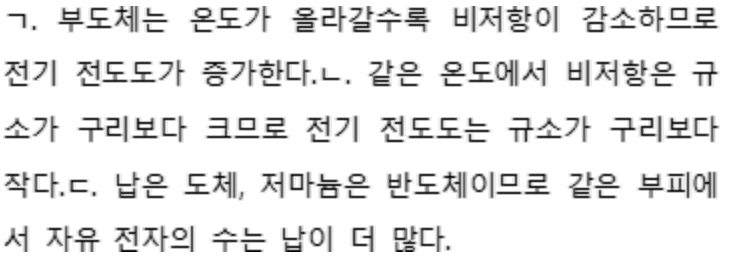 ㄱ. 부도체는 온도가 올라갈수록 비저항이 감소하므로
전기 전도도가 증가한다.ㄴ. 같은 온도에서 비저항은 규
소가 구리보다 크므로 전기 전도도는 규소가 구리보다
작다.ㄷ. 납은 도체, 저마늄은 반도체이므로 같은 부피에
서 자유 전자의 수는 납이 더 많다.